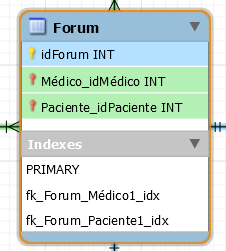 Forum
idForum INT
Médico_idMédico INT
Paciente_idPaciente INT
Indexes
PRIMARY
fk_Forum_Médico1_idx
fk_Forum_Paciente1_idx